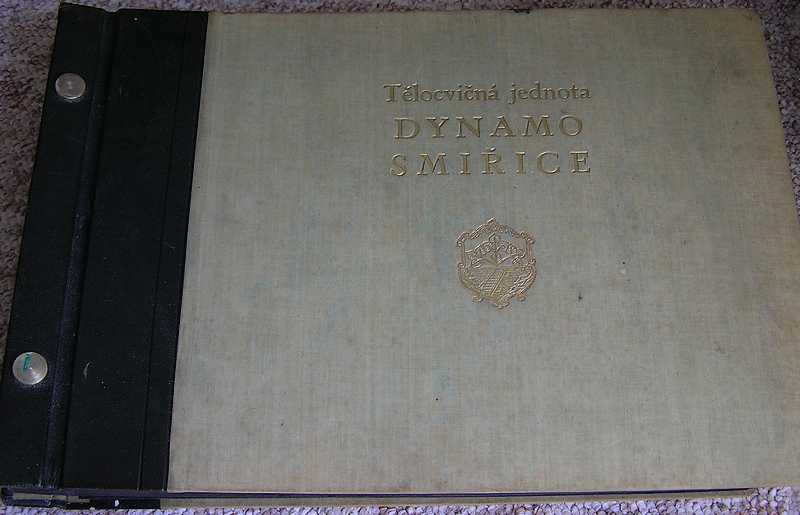 Tělocvičná jednota
DYNAMO
SMIŘICE